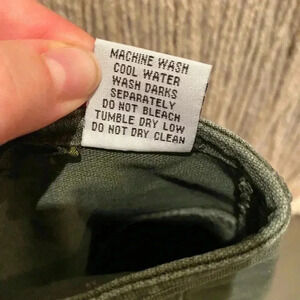 MACHINE WASH
COOL WATER
WASH DARKS
SEPARATELY
DO NOT BLEACH
TUMBLE DRY LOW
DO NOT DRY CLEAN